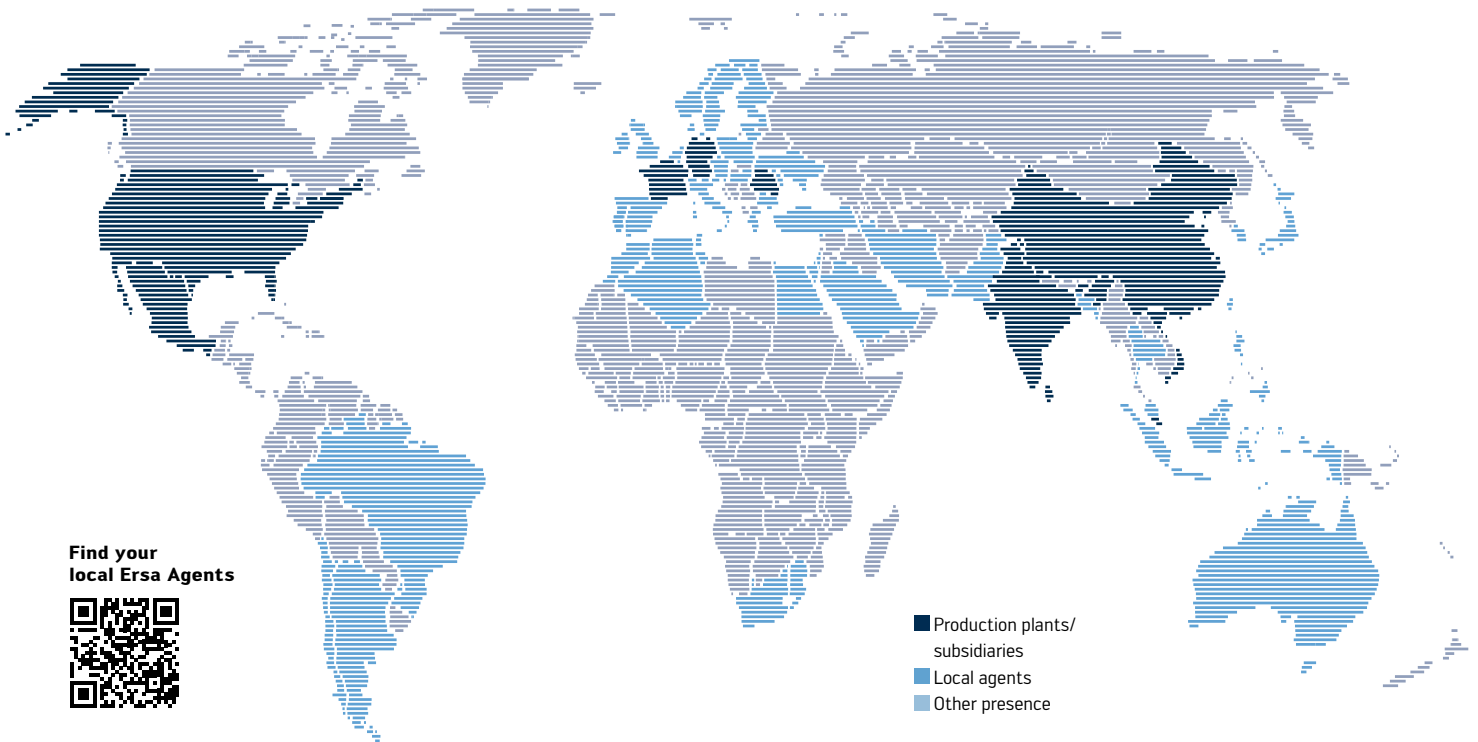 Find your
local Ersa Agents
Production plants/
subsidiaries
Local agents
Other presence